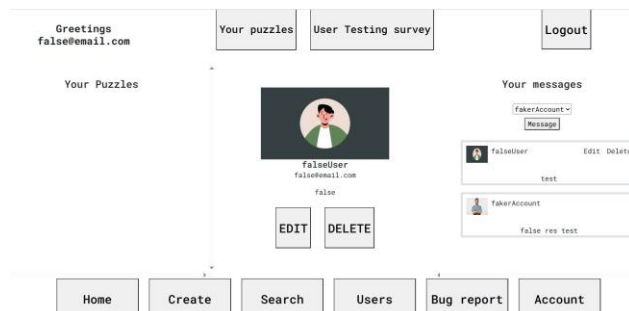 Greetings
false@email.com
Your puzzles
User Testing survey
Logout
Your Puzzles
falseUser
false@email.com
false
EDIT
DELETE
Your messages
fakerAccount
Message
falseUser Edit Delete
test
fakerAccount
false res test
Home
Create
Search
Users
Bug report
Account